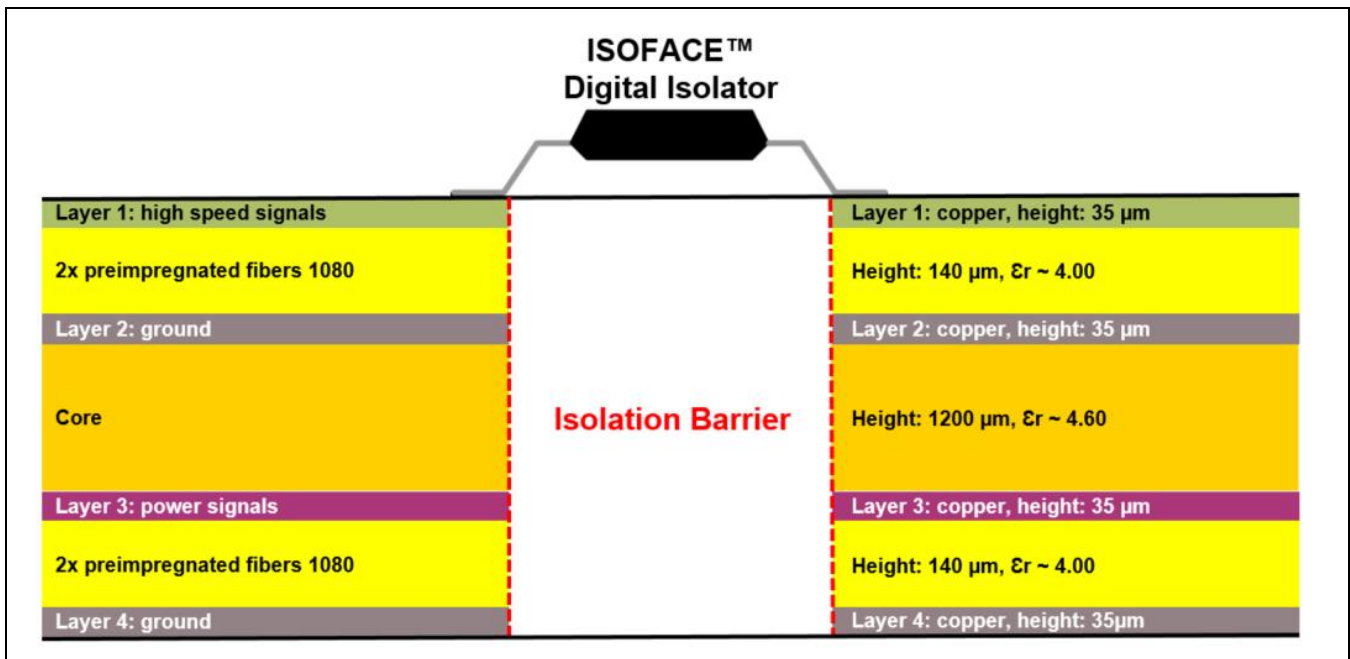 ISOFACE™
Digital Isolator
Layer 1: high speed signals
Layer 1: copper, height: 35 µm
2x preimpregnated fibers 1080
Height: 140 µm, Ɛr ~ 4.00
Layer 2: ground
Layer 2: copper, height: 35 µm
Core
Isolation Barrier
Height: 1200 µm, Ɛr ~ 4.60
Layer 3: power signals
Layer 3: copper, height: 35 µm
2x preimpregnated fibers 1080
Height: 140 µm, Ɛr ~ 4.00
Layer 4: ground
Layer 4: copper, height: 35µm